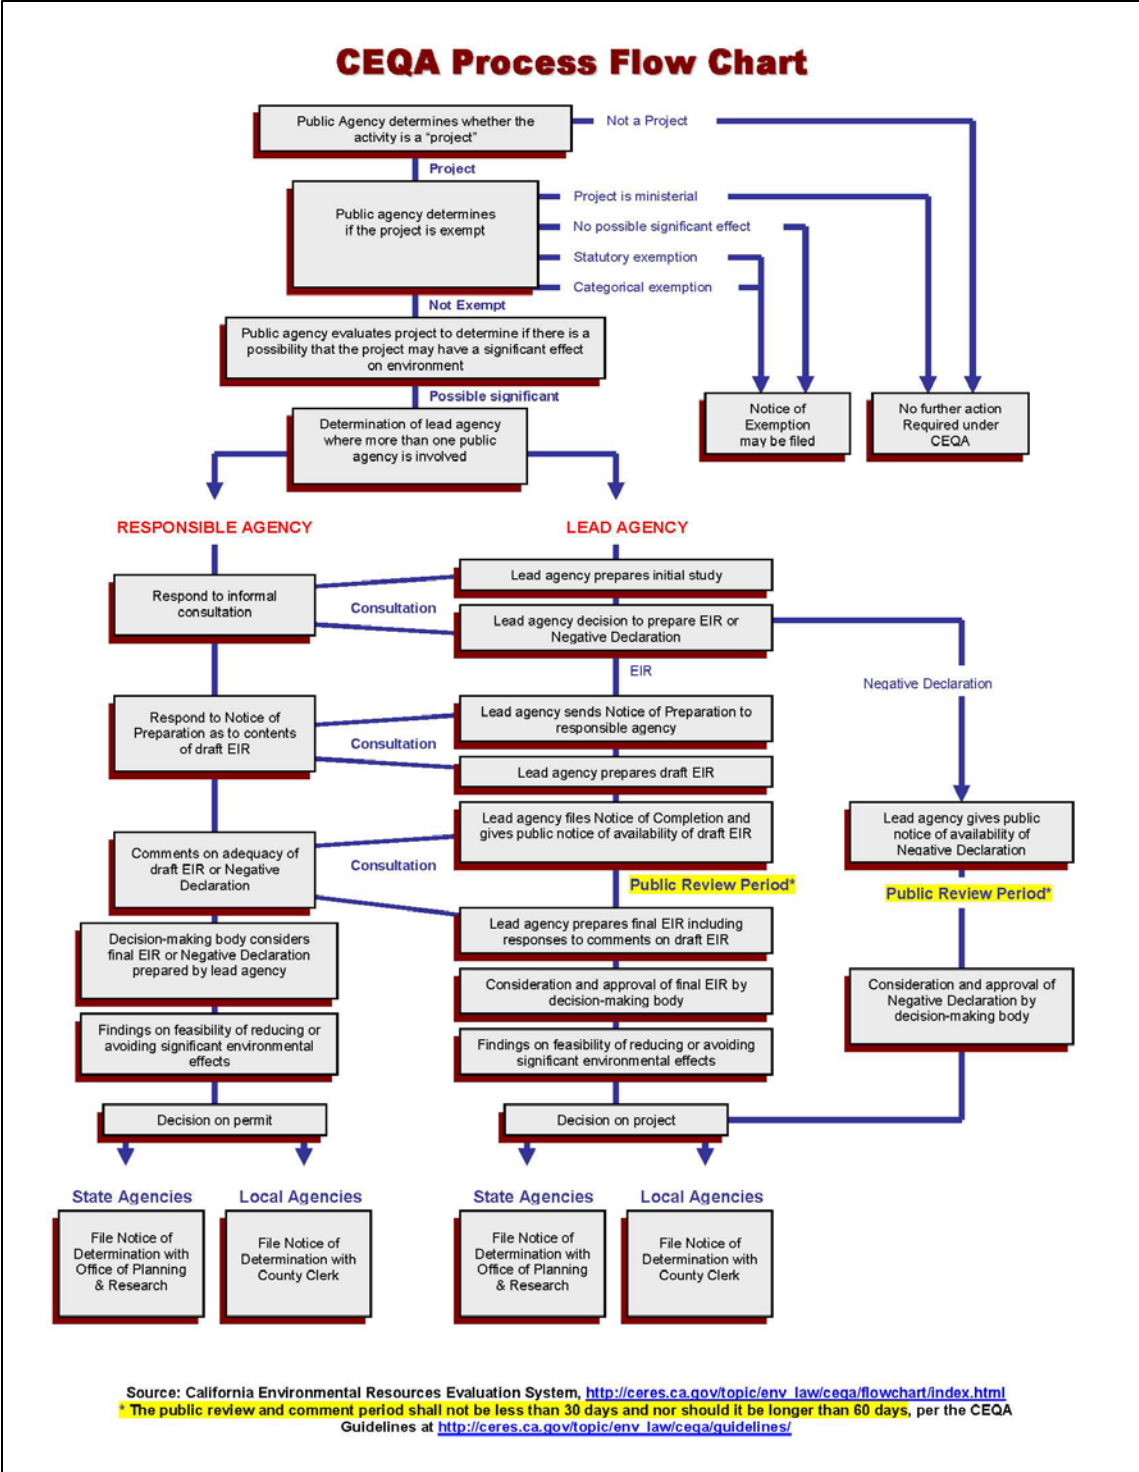 CEQA Process Flow Chart
Public Agency determines whether the
activity is a “project”
Not a Project
Project
Public agency determines
if the project is exempt
Project is ministerial
No possible significant effect
Statutory exemption
Categorical exemption
Not Exempt
Public agency evaluates project to determine if there is a
possibility that the project may have a significant effect
on environment
Possible significant
Determination of lead agency
where more than one public
agency is involved
Notice of
Exemption
may be filed
No further action
Required under
CEQA
RESPONSIBLE AGENCY
LEAD AGENCY
Respond to informal
consultation
Consultation
Lead agency prepares initial study
Lead agency decision to prepare EIR or
Negative Declaration
EIR
Negative Declaration
Respond to Notice of
Preparation as to contents
of draft EIR
Consultation
Lead agency sends Notice of Preparation to
responsible agency
Lead agency prepares draft EIR
Lead agency files Notice of Completion and
gives public notice of availability of draft EIR
Lead agency gives public
notice of availability of
Negative Declaration
Comments on adequacy of
draft EIR or Negative
Declaration
Consultation
Public Review Period*
Public Review Period*
Lead agency prepares final EIR including
responses to comments on draft EIR
Decision-making body considers
final EIR or Negative Declaration
prepared by lead agency
Consideration and approval of final EIR by
decision-making body
Consideration and approval of
Negative Declaration by
decision-making body
Findings on feasibility of reducing or
avoiding significant environmental
effects
Findings on feasibility of reducing or avoiding
significant environmental effects
Decision on permit
Decision on project
State Agencies
Local Agencies
State Agencies
Local Agencies
File Notice of
Determination with
Office of Planning
& Research
File Notice of
Determination with
County Clerk
File Notice of
Determination with
Office of Planning
& Research
File Notice of
Determination with
County Clerk
Source: California Environmental Resources Evaluation System, http://ceres.ca.gov/topic/env_law/ceqa/flowchart/index.html
* The public review and comment period shall not be less than 30 days and nor should it be longer than 60 days, per the CEQA
Guidelines at http://ceres.ca.gov/topic/env_law/ceqa/guidelines/